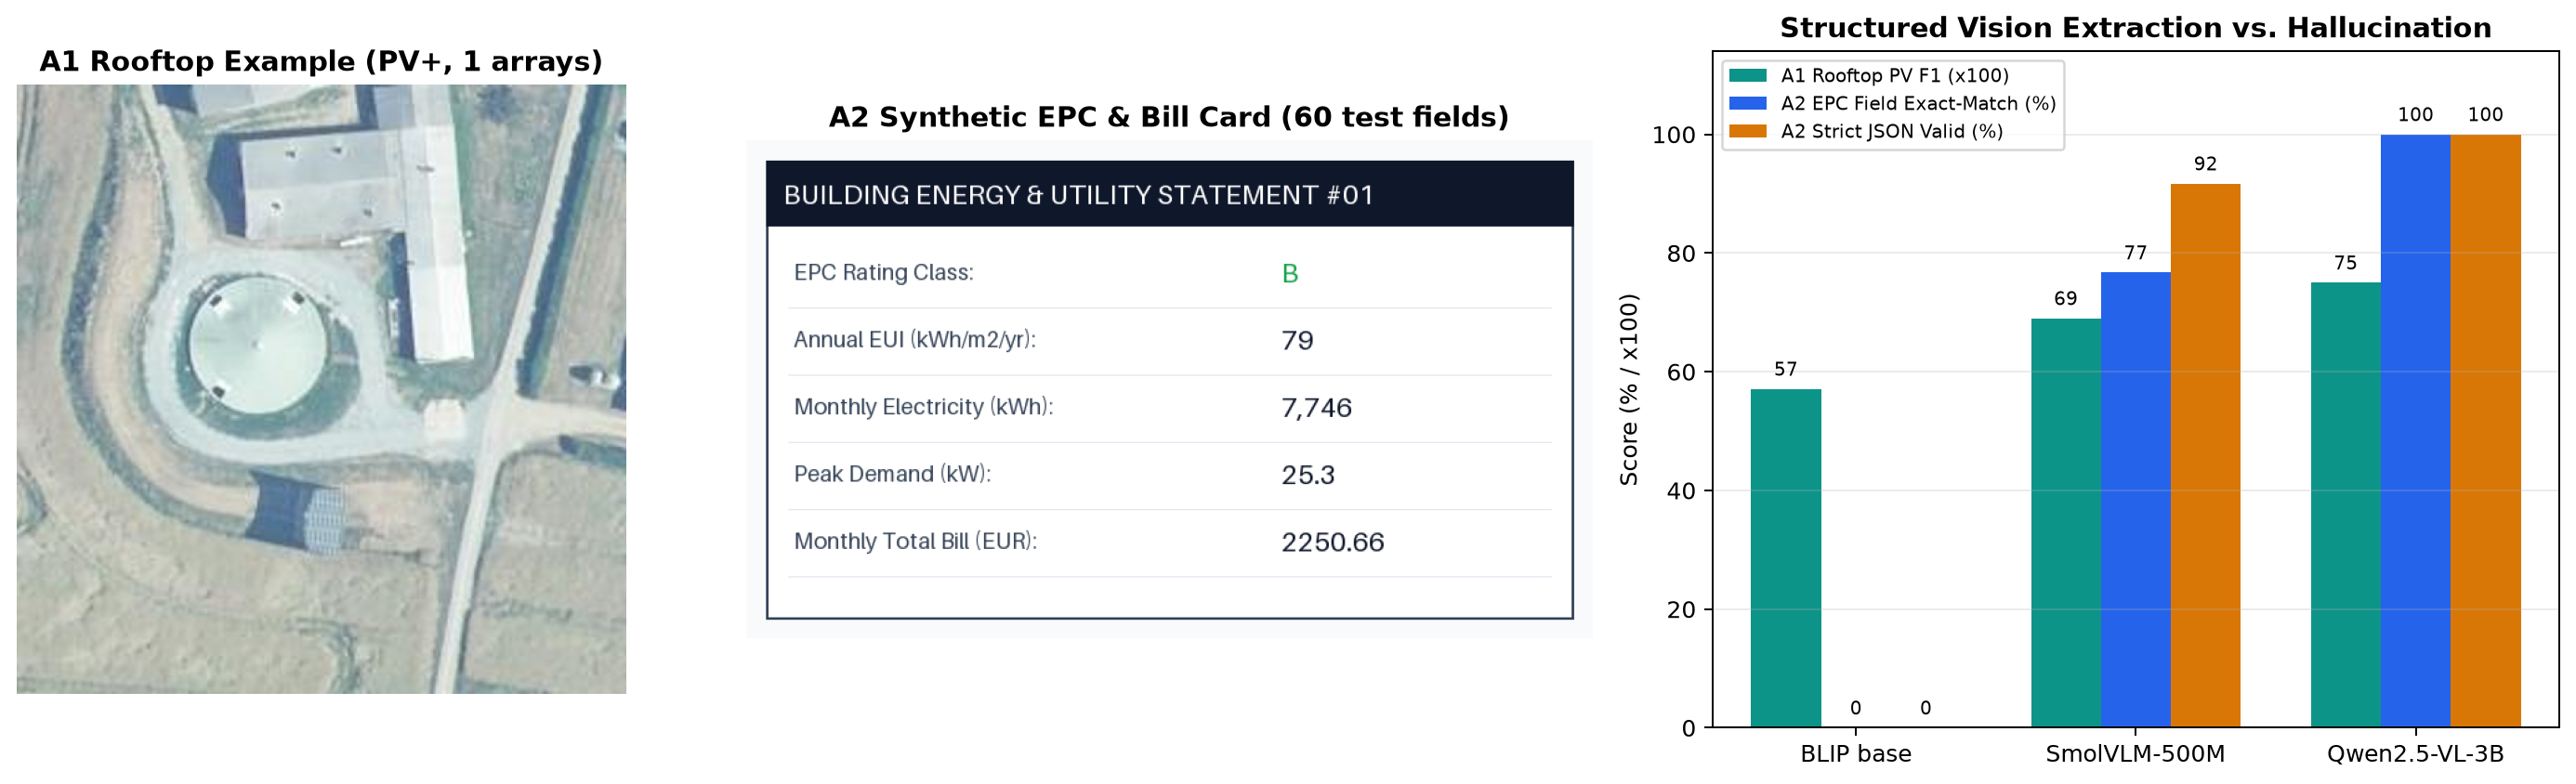 A1 Rooftop Example (PV+, 1 arrays)
A2 Synthetic EPC & Bill Card (60 test fields)
BUILDING ENERGY & UTILITY STATEMENT #01
EPC Rating Class: B
Annual EUI (kWh/m2/yr): 79
Monthly Electricity (kWh): 7,746
Peak Demand (kW): 25.3
Monthly Total Bill (EUR): 2250.66
Structured Vision Extraction vs. Hallucination
A1 Rooftop PV F1 (x100)
A2 EPC Field Exact-Match (%)
A2 Strict JSON Valid (%)
Score (% / x100)
100
80
60
40
20
0
57
0
0
69
77
92
75
100
100
BLIP base
SmolVLM-500M
Qwen2.5-VL-3B